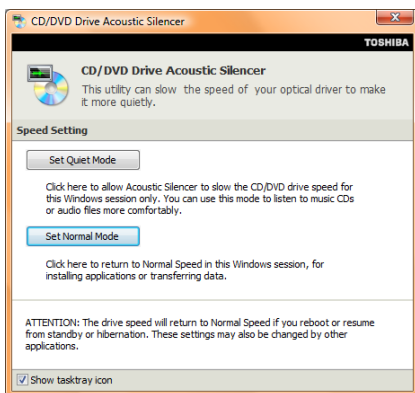 CD/DVD Drive Acoustic Silencer
TOSHIBA
CD/DVD Drive Acoustic Silencer
This utility can slow the speed of your optical driver to make
it more quietly.
Speed Setting
Set Quiet Mode
Click here to allow Acoustic Silencer to slow the CD/DVD drive speed for
this Windows session only. You can use this mode to listen to music CDs
or audio files more comfortably.
Set Normal Mode
Click here to return to Normal Speed in this Windows session, for
installing applications or transferring data.
ATTENTION: The drive speed will return to Normal Speed if you reboot or resume
from standby or hibernation. These settings may also be changed by other
applications.
Show tasktray icon